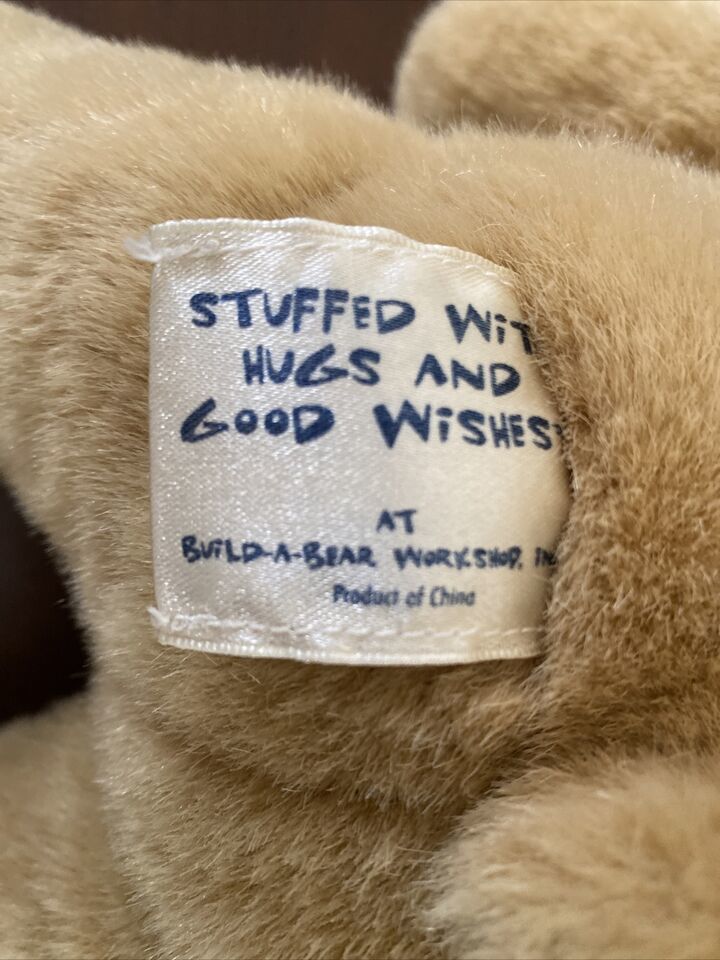 STUFFED WIT
HUGS AND
GOOD WISHES
AT
BUILD-A-BEAR WORKSHOP, IN
Product of China